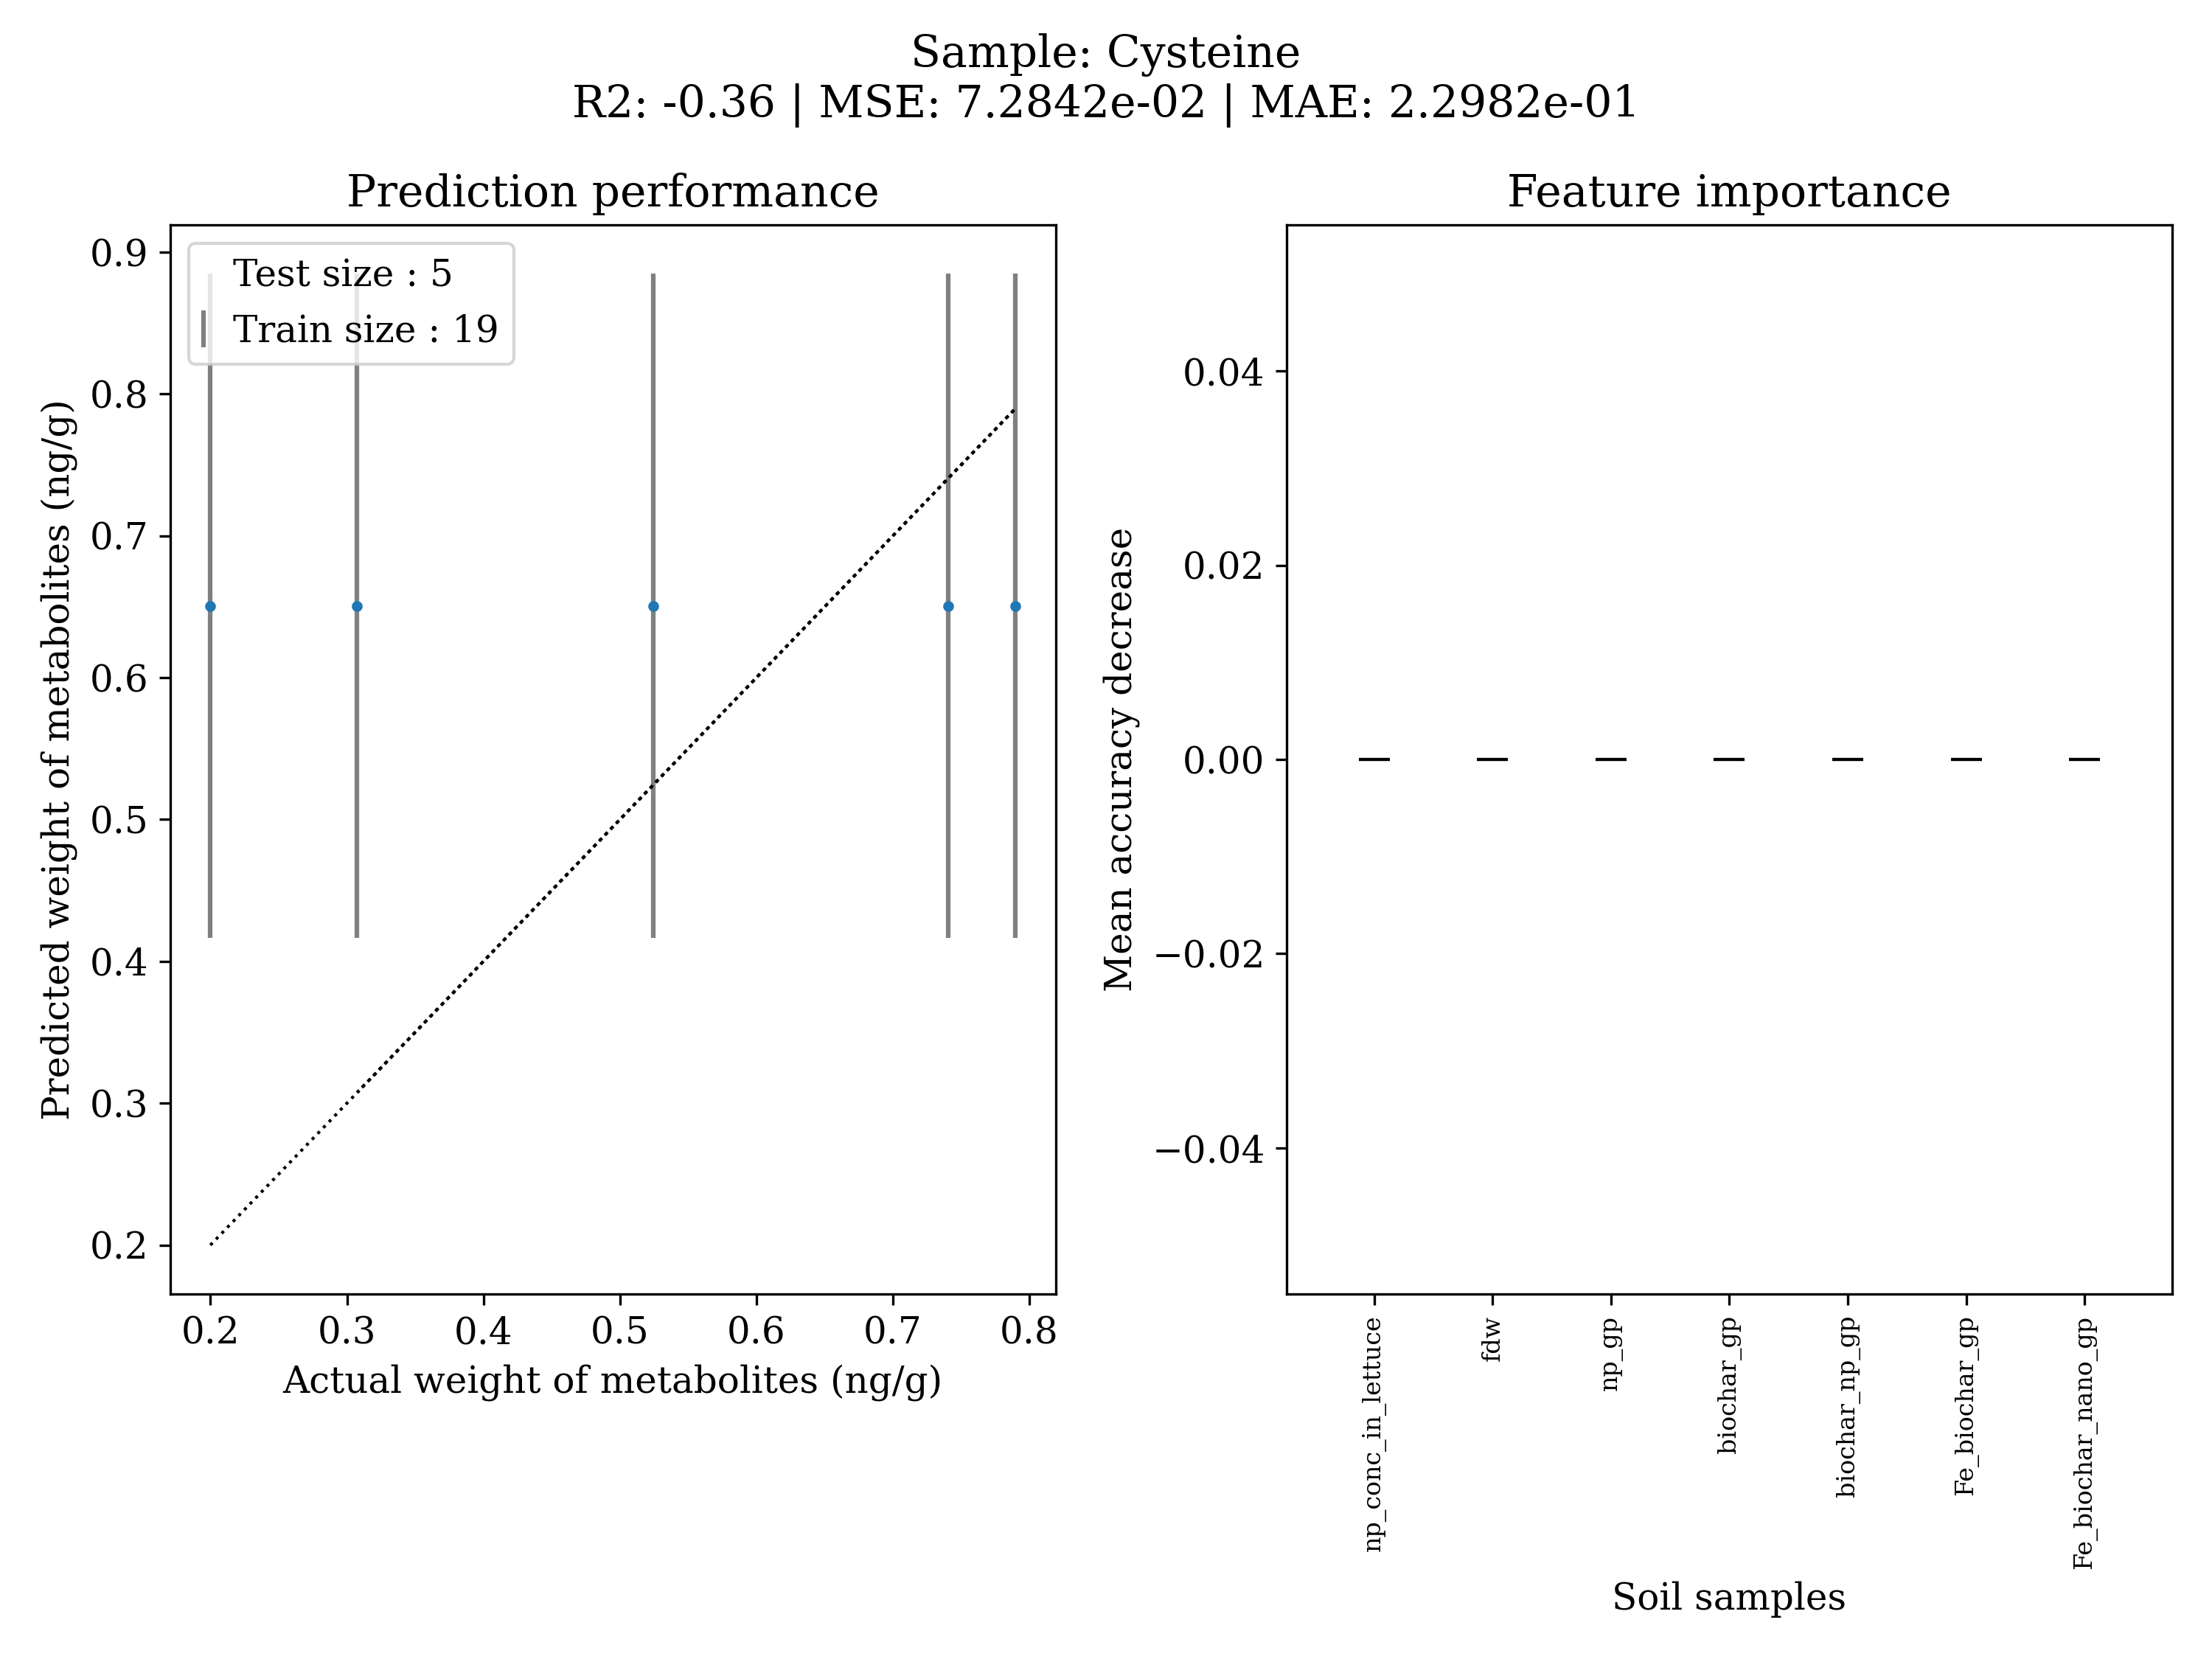 Sample: Cysteine
R2: -0.36 | MSE: 7.2842e-02 | MAE: 2.2982e-01
Prediction performance
Test size : 5
Train size : 19
Predicted weight of metabolites (ng/g)
0.9
0.8
0.7
0.6
0.5
0.4
0.3
0.2
0.2 0.3 0.4 0.5 0.6 0.7 0.8
Actual weight of metabolites (ng/g)
Feature importance
Mean accuracy decrease
0.04
0.02
0.00
−0.02
−0.04
np_conc_in_lettuce
fdw
np_gp
biochar_gp
biochar_np_gp
Fe_biochar_gp
Fe_biochar_nano_gp
Soil samples